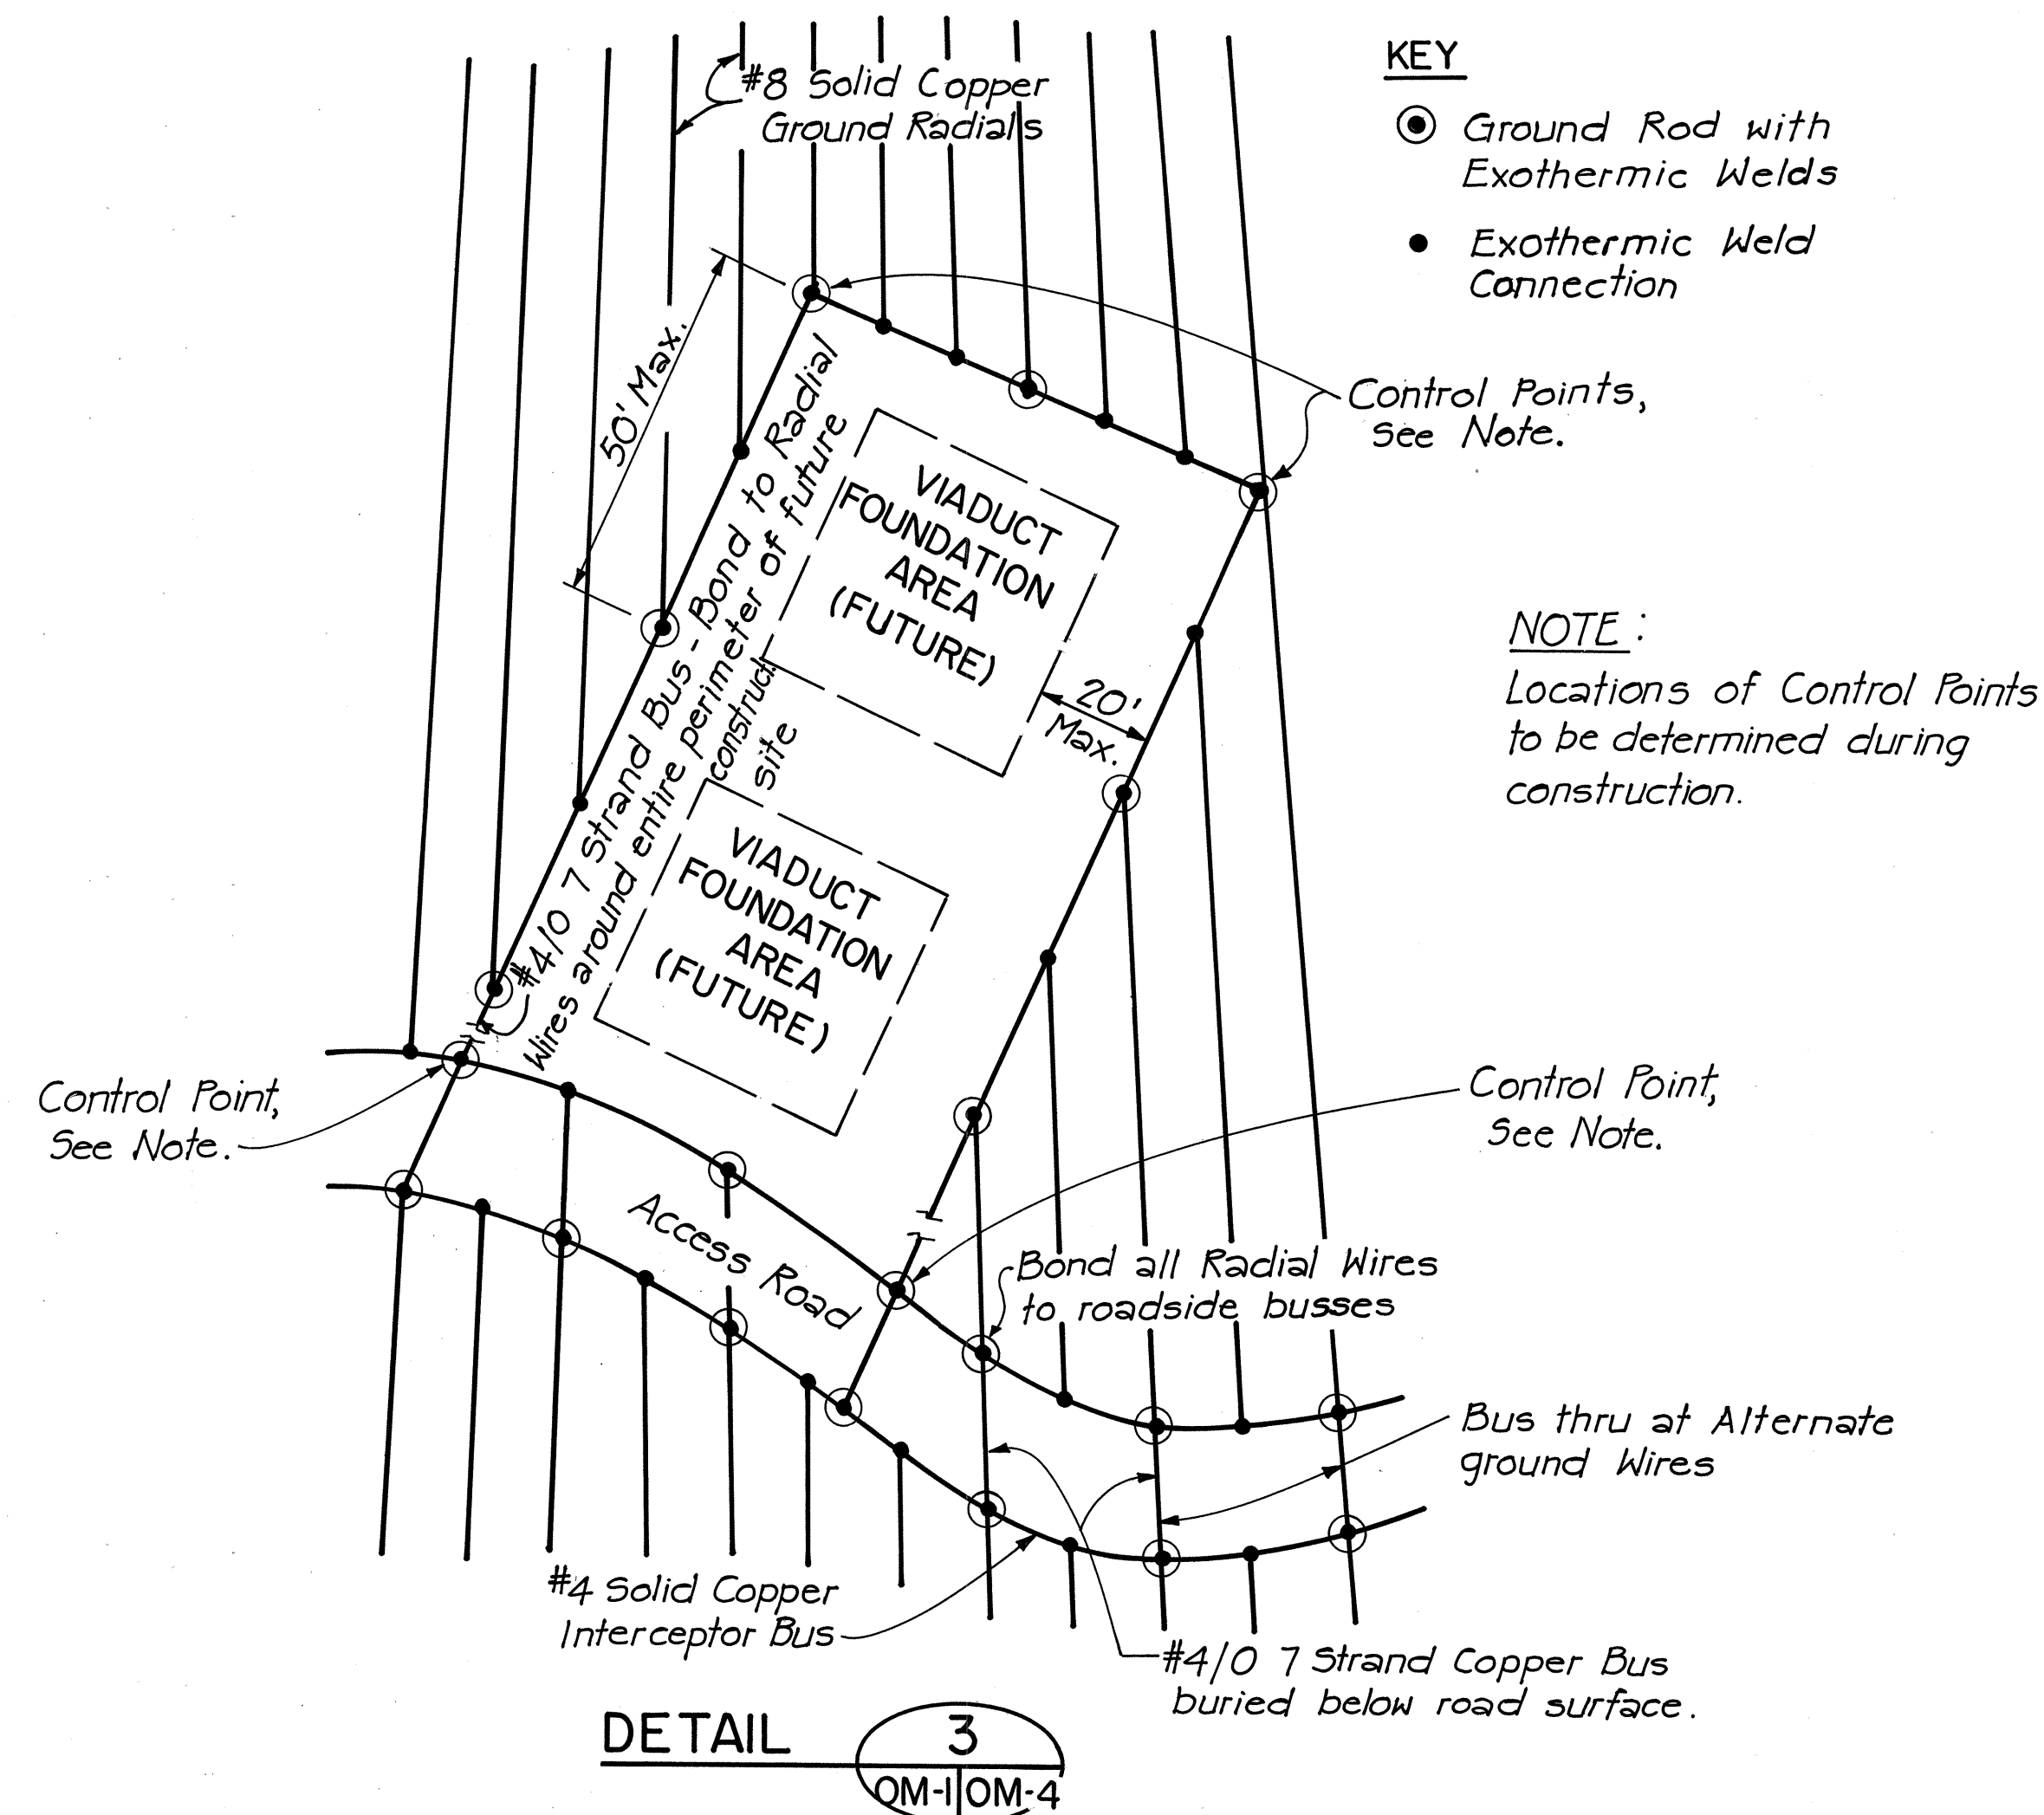 #8 Solid Copper
Ground Radials
KEY
Ground Rod with
Exothermic Welds
Exothermic Weld
Connection
50' Max.
Control Points,
See Note.
#4/0 7 Strand Bus - Bond to Radial
Wires around entire perimeter of future
construct.
site
VIADUCT
FOUNDATION
AREA
(FUTURE)
20'
Max.
NOTE:
Locations of Control Points
to be determined during
construction.
VIADUCT
FOUNDATION
AREA
(FUTURE)
Control Point,
See Note.
Control Point,
See Note.
Access Road
Bond all Radial Wires
to roadside busses
Bus thru at Alternate
ground Wires
#4 Solid Copper
Interceptor Bus
#4/0 7 Strand Copper Bus
buried below road surface.
DETAIL
3
OM-1 OM-4